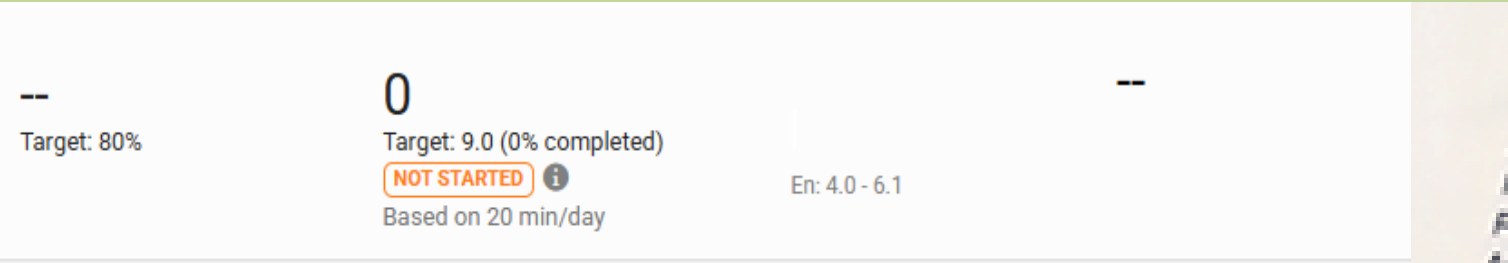 --
Target: 80%
0
Target: 9.0 (0% completed)
NOT STARTED
Based on 20 min/day
En: 4.0 - 6.1
--